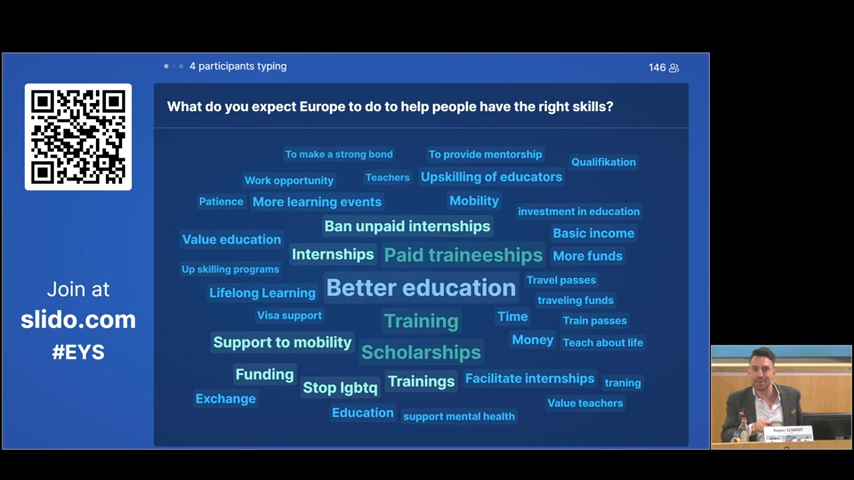 4 participants typing
146
What do you expect Europe to do to help people have the right skills?
To make a strong bond
To provide mentorship
Qualifikation
Work opportunity
Teachers
Upskilling of educators
Patience
More learning events
Mobility
investment in education
Ban unpaid internships
Value education
Basic income
Internships
Paid traineeships
More funds
Up skilling programs
Better education
Travel passes
Lifelong Learning
traveling funds
Visa support
Training
Time
Train passes
Support to mobility
Scholarships
Money
Teach about life
Funding
Stop lgbtq
Trainings
Facilitate internships
traning
Exchange
Value teachers
Education
support mental health
Join at
slido.com
#EYS